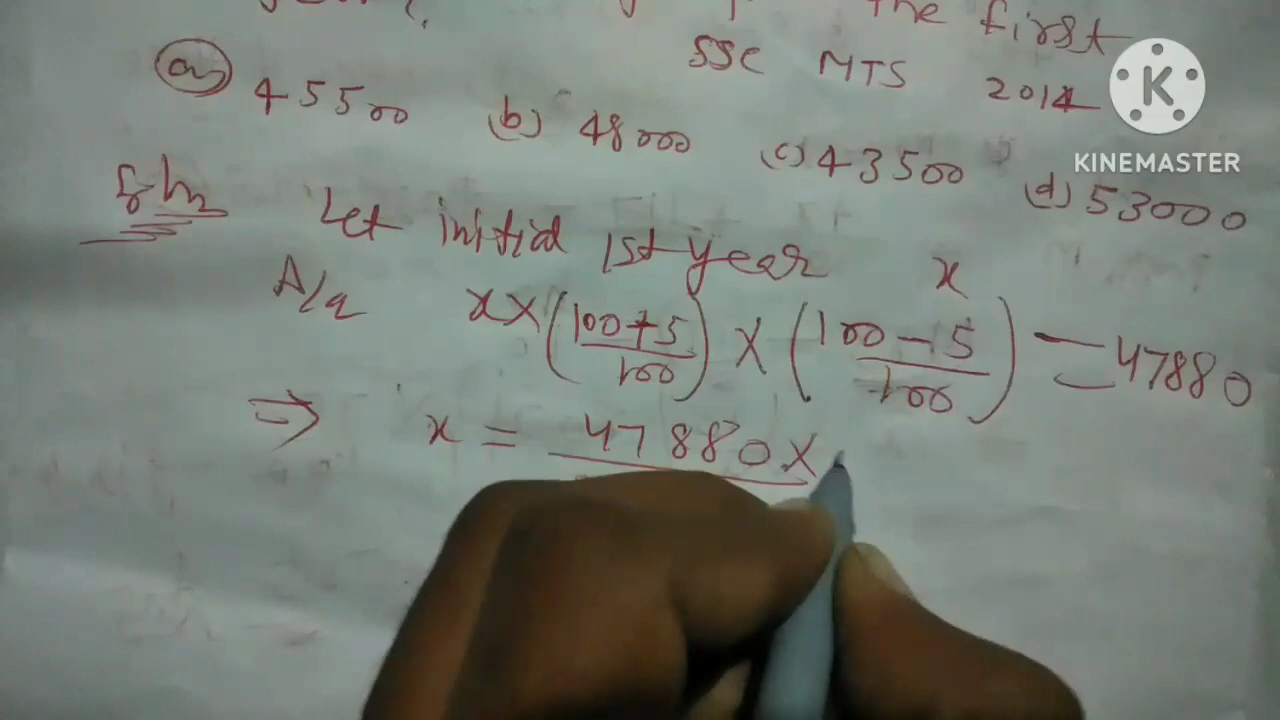 the first
SSC MTS 2014
(a) 45500 (b) 48000 (c) 43500 (d) 53000
Soln Let initial 1st year x
A/q x×(100+5/100)×(100-5/100)=47880
⇒ x = 47880×
K
KINEMASTER